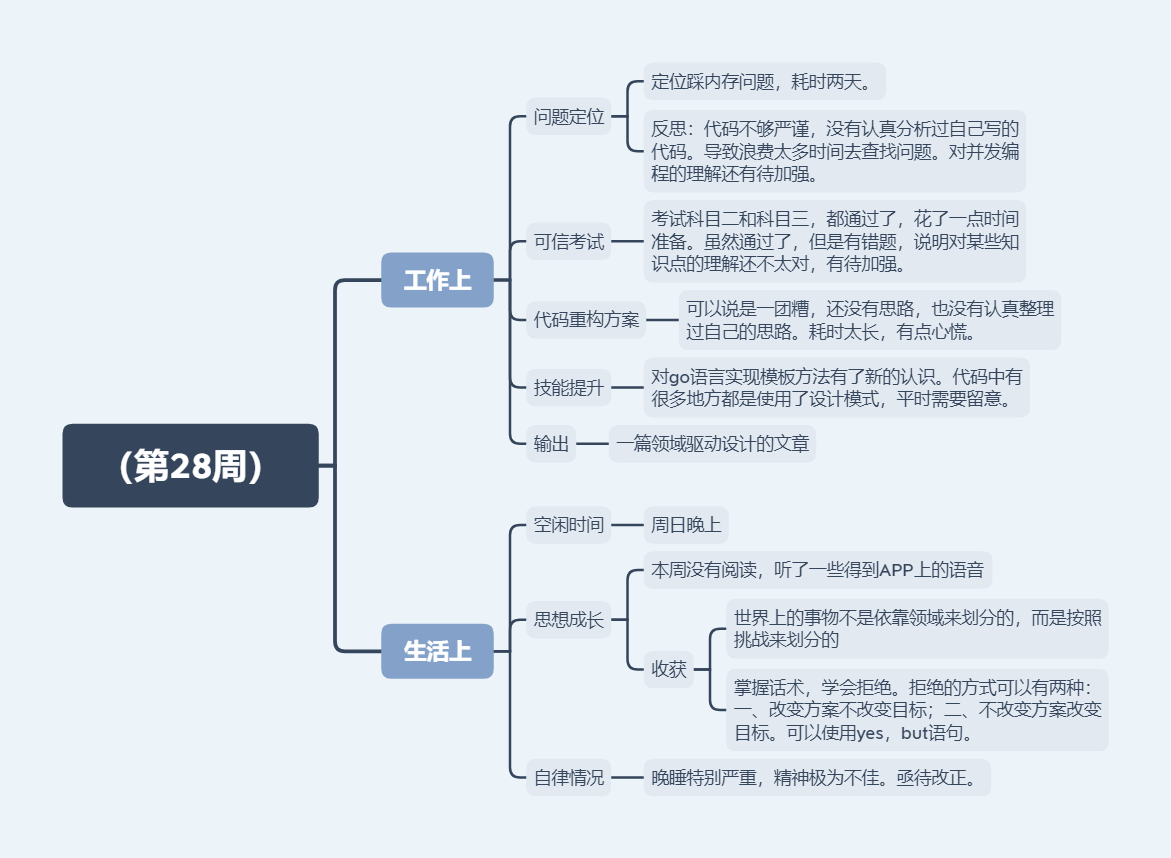 (第28周)
工作上
问题定位
定位踩内存问题，耗时两天。
反思：代码不够严谨，没有认真分析过自己写的
代码。导致浪费太多时间去查找问题。对并发编
程的理解还有待加强。
可信考试
考试科目二和科目三，都通过了，花了一点时间
准备。虽然通过了，但是有错题，说明对某些知
识点的理解还不太对，有待加强。
代码重构方案
可以说是一团糟，还没有思路，也没有认真整理
过自己的思路。耗时太长，有点心慌。
技能提升
对go语言实现模板方法有了新的认识。代码中有
很多地方都是使用了设计模式，平时需要留意。
输出
一篇领域驱动设计的文章
生活上
空闲时间
周日晚上
思想成长
本周没有阅读，听了一些得到APP上的语音
收获
世界上的事物不是依靠领域来划分的，而是按照
挑战来划分的
掌握话术，学会拒绝。拒绝的方式可以有两种：
一、改变方案不改变目标；二、不改变方案改变
目标。可以使用yes，but语句。
自律情况
晚睡特别严重，精神极为不佳。亟待改正。